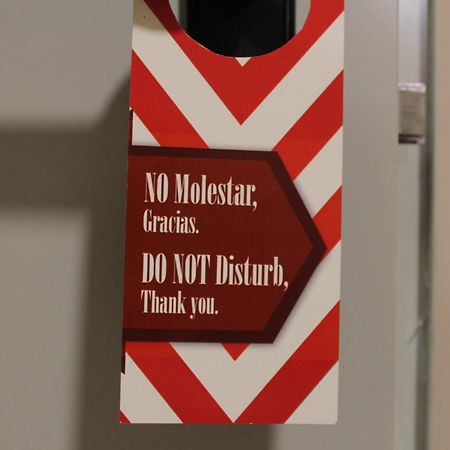 NO Molestar,
Gracias.
DO NOT Disturb,
Thank you.